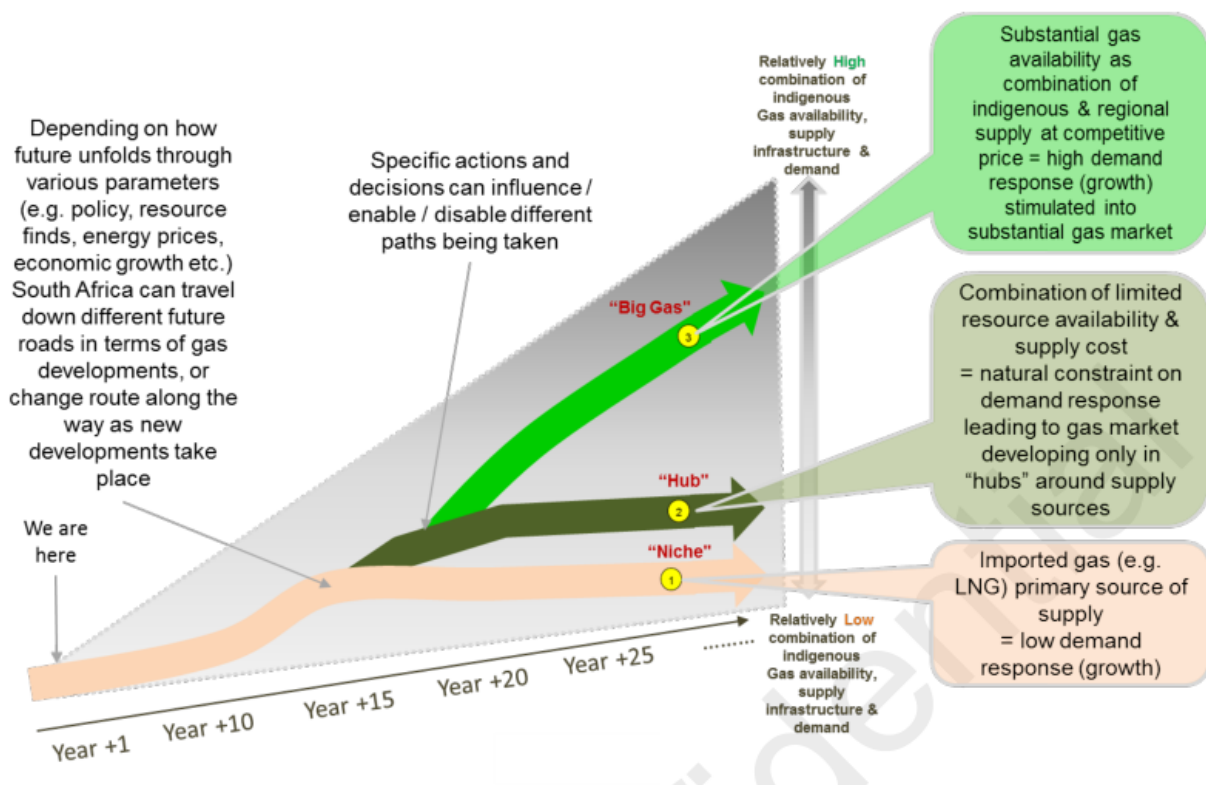 Depending on how
future unfolds through
various parameters
(e.g. policy, resource
finds, energy prices,
economic growth etc.)
South Africa can travel
down different future
roads in terms of gas
developments, or
change route along the
way as new
developments take
place
We are
here
Specific actions and
decisions can influence /
enable / disable different
paths being taken
Relatively High
combination of
indigenous
Gas availability,
supply
infrastructure &
demand
"Big Gas"
3
"Hub"
2
"Niche"
1
Year +1
Year +10
Year +15
Year +20
Year +25
Relatively Low
combination of
indigenous
Gas availability,
supply
infrastructure &
demand
Substantial gas
availability as
combination of
indigenous & regional
supply at competitive
price = high demand
response (growth)
stimulated into
substantial gas market
Combination of limited
resource availability &
supply cost
= natural constraint on
demand response
leading to gas market
developing only in
"hubs" around supply
sources
Imported gas (e.g.
LNG) primary source of
supply
= low demand
response (growth)